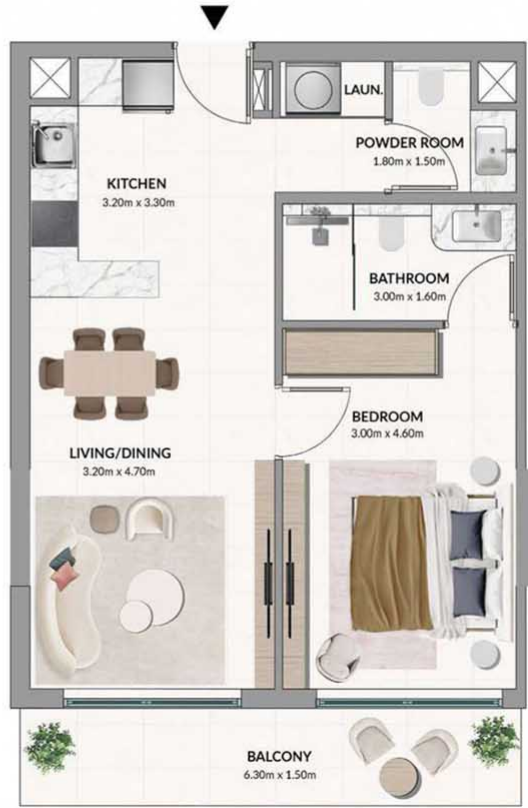 LAUN.
POWDER ROOM
1.80m x 1.50m
KITCHEN
3.20m x 3.30m
BATHROOM
3.00m x 1.60m
BEDROOM
3.00m x 4.60m
LIVING/DINING
3.20m x 4.70m
BALCONY
6.30m x 1.50m